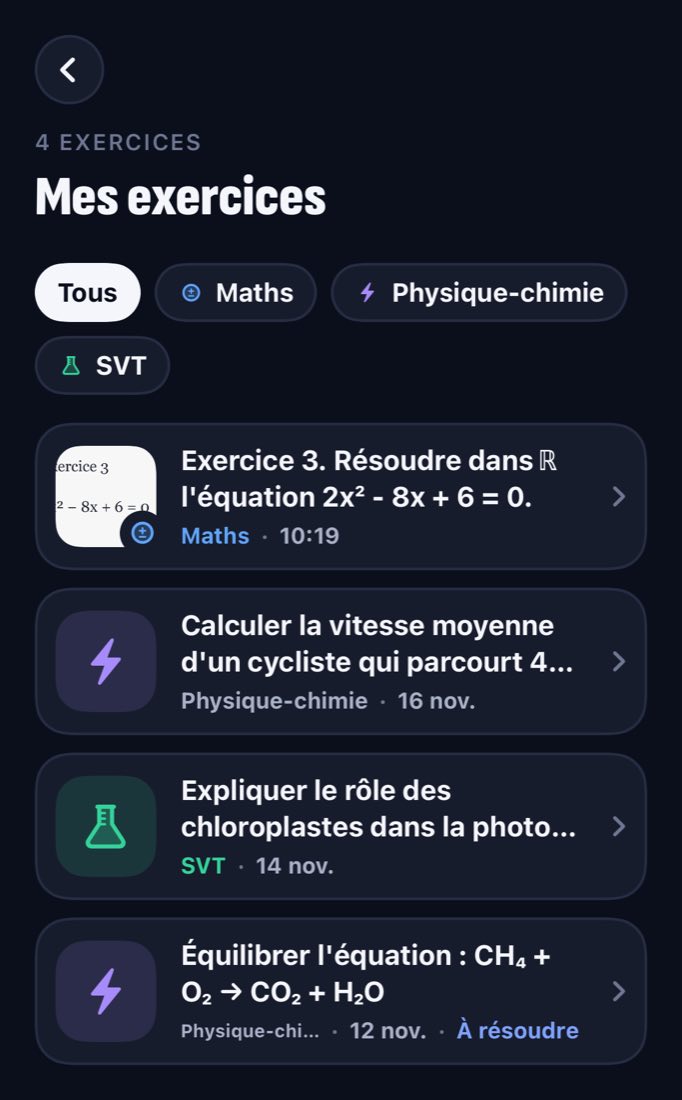 4 EXERCICES
Mes exercices
Tous
Maths
Physique-chimie
SVT
ercice 3
² – 8x + 6 = 0
Exercice 3. Résoudre dans ℝ
l'équation 2x² - 8x + 6 = 0.
Maths · 10:19
Calculer la vitesse moyenne
d'un cycliste qui parcourt 4...
Physique-chimie · 16 nov.
Expliquer le rôle des
chloroplastes dans la photo...
SVT · 14 nov.
Équilibrer l'équation : CH₄ +
O₂ → CO₂ + H₂O
Physique-chi... · 12 nov. · À résoudre